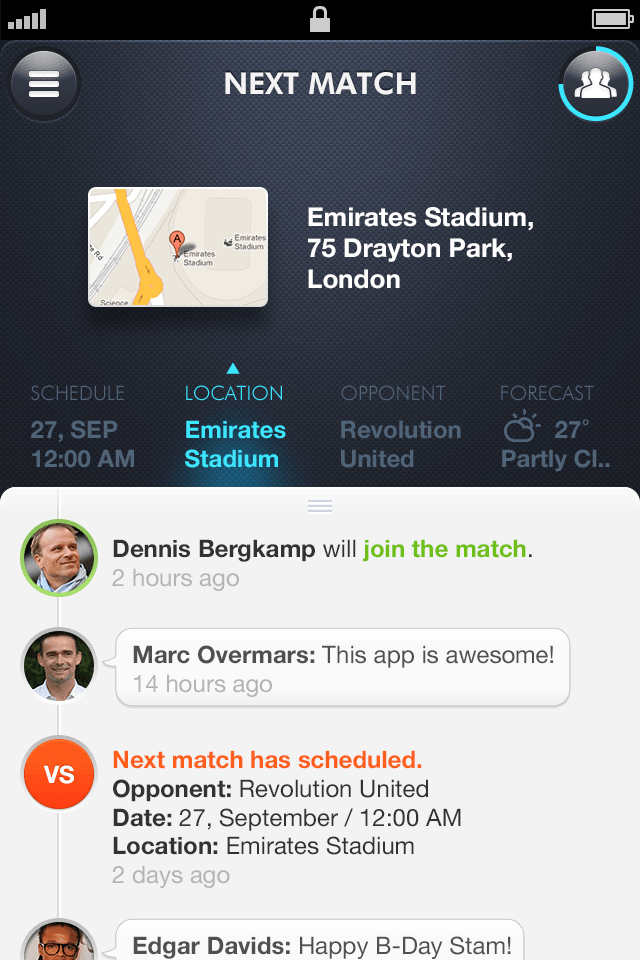 NEXT MATCH
A
Emirates
Stadium
Emirates
Stadium
Science
Emirates Stadium,
75 Drayton Park,
London
SCHEDULE
27, SEP
12:00 AM
LOCATION
Emirates
Stadium
OPPONENT
Revolution
United
FORECAST
27°
Partly Cl..
Dennis Bergkamp will join the match.
2 hours ago
Marc Overmars: This app is awesome!
14 hours ago
VS
Next match has scheduled.
Opponent: Revolution United
Date: 27, September / 12:00 AM
Location: Emirates Stadium
2 days ago
Edgar Davids: Happy B-Day Stam!